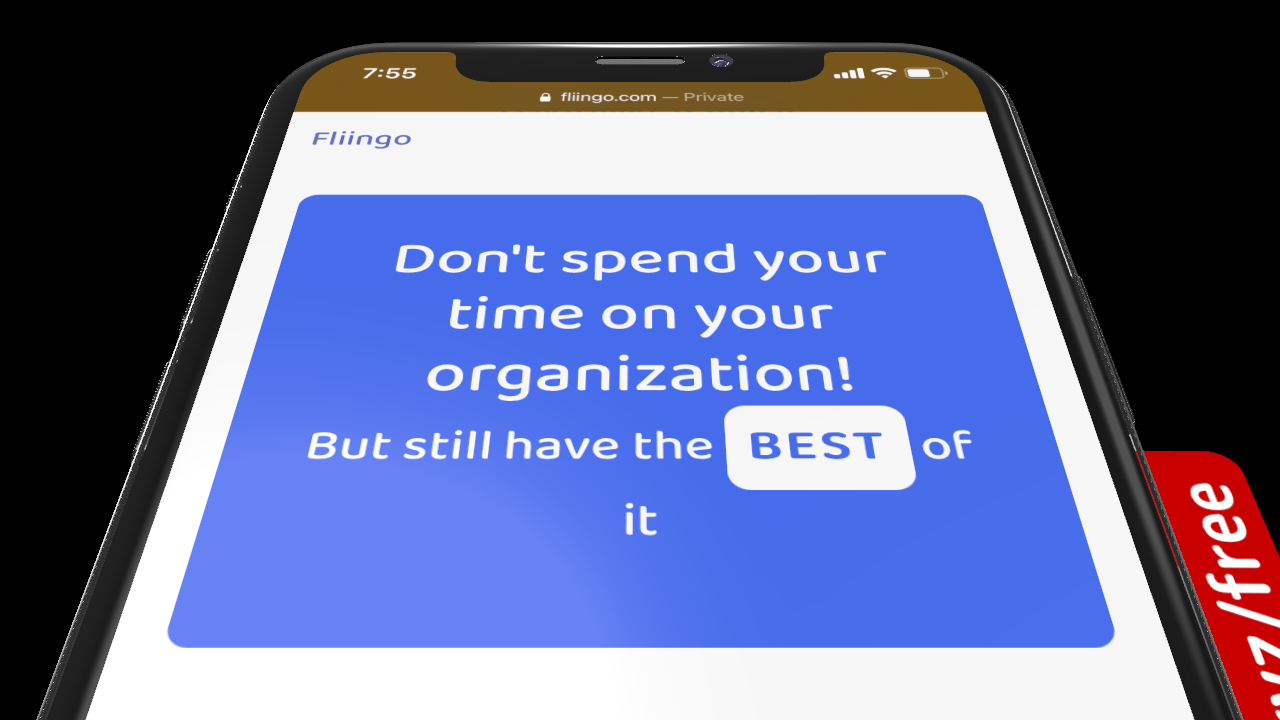 7:55
fliingo.com — Private
Fliingo
Don't spend your
time on your
organization!
But still have the BEST of
it
/free